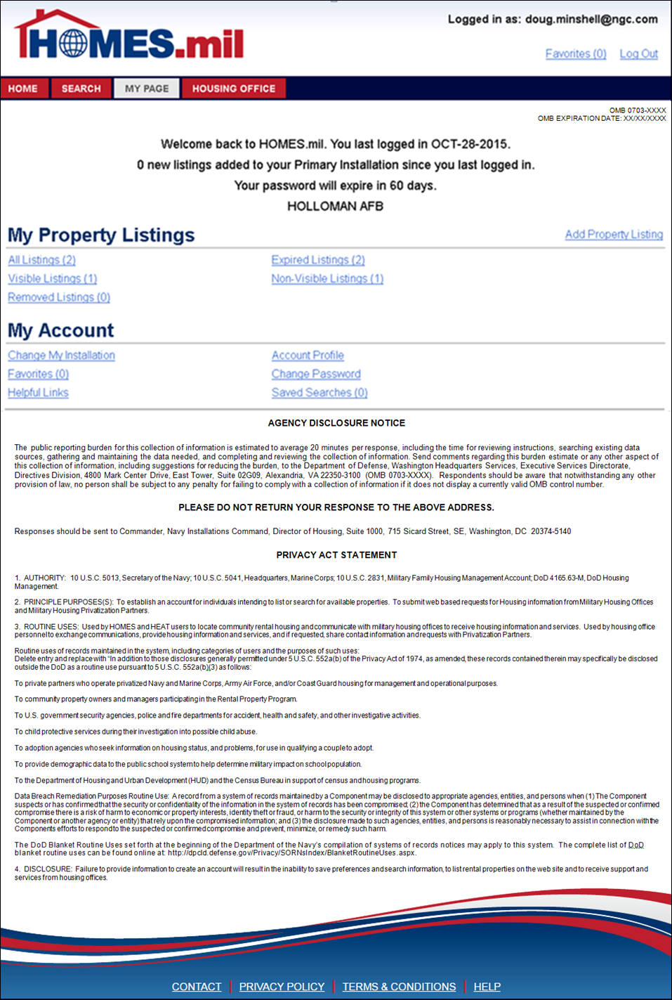 HOMES.mil
Logged in as: doug.minshell@ngc.com
Favorites (0) Log Out
HOME SEARCH MY PAGE HOUSING OFFICE
OMB 0703-XXXX
OMB EXPIRATION DATE: XX/XX/XXXX
Welcome back to HOMES.mil. You last logged in OCT-28-2015.
0 new listings added to your Primary Installation since you last logged in.
Your password will expire in 60 days.
HOLLOMAN AFB
My Property Listings Add Property Listing
All Listings (2) Expired Listings (2)
Visible Listings (1) Non-Visible Listings (1)
Removed Listings (0)
My Account
Change My Installation Account Profile
Favorites (0) Change Password
Helpful Links Saved Searches (0)
AGENCY DISCLOSURE NOTICE
The public reporting burden for this collection of information is estimated to average 20 minutes per response, including the time for reviewing instructions, searching existing data
sources, gathering and maintaining the data needed, and completing and reviewing the collection of information. Send comments regarding this burden estimate or any other aspect of
this collection of information, including suggestions for reducing the burden, to the Department of Defense, Washington Headquarters Services, Executive Services Directorate,
Directives Division, 4800 Mark Center Drive, East Tower, Suite 02G09, Alexandria, VA 22350-3100 (OMB 0703-XXXX). Respondents should be aware that notwithstanding any other
provision of law, no person shall be subject to any penalty for failing to comply with a collection of information if it does not display a currently valid OMB control number.
PLEASE DO NOT RETURN YOUR RESPONSE TO THE ABOVE ADDRESS.
Responses should be sent to Commander, Navy Installations Command, Director of Housing, Suite 1000, 715 Sicard Street, SE, Washington, DC 20374-5140
PRIVACY ACT STATEMENT
1. AUTHORITY: 10 U.S.C. 5013, Secretary of the Navy; 10 U.S.C. 5041, Headquarters, Marine Corps; 10 U.S.C. 2831, Military Family Housing Management Account; DoD 4165.63-M, DoD Housing
Management.
2. PRINCIPLE PURPOSES(S): To establish an account for individuals intending to list or search for available properties. To submit web based requests for Housing information from Military Housing Offices
and Military Housing Privatization Partners.
3. ROUTINE USES: Used by HOMES and HEAT users to locate community rental housing and communicate with military housing offices to receive housing information and services. Used by housing office
personnel to exchange communications, provide housing information and services, and if requested, share contact information and requests with Privatization Partners.
Routine uses of records maintained in the system, including categories of users and the purposes of such uses:
Delete entry and replace with "In addition to those disclosures generally permitted under 5 U.S.C. 552a(b) of the Privacy Act of 1974, as amended, these records contained therein may specifically be disclosed
outside the DoD as a routine use pursuant to 5 U.S.C. 552a(b)(3) as follows:
To private partners who operate privatized Navy and Marine Corps, Army Air Force, and/or Coast Guard housing for management and operational purposes.
To community property owners and managers participating in the Rental Property Program.
To U.S. government security agencies, police and fire departments for accident, health and safety, and other investigative activities.
To child protective services during their investigation into possible child abuse.
To adoption agencies who seek information on housing status, and problems, for use in qualifying a couple to adopt.
To provide demographic data to the public school system to help determine military impact on school population.
To the Department of Housing and Urban Development (HUD) and the Census Bureau in support of census and housing programs.
Data Breach Remediation Purposes Routine Use: A record from a system of records maintained by a Component may be disclosed to appropriate agencies, entities, and persons when (1) The Component
suspects or has confirmed that the security or confidentiality of the information in the system of records has been compromised; (2) the Component has determined that as a result of the suspected or confirmed
compromise there is a risk of harm to economic or property interests, identity theft or fraud, or harm to the security or integrity of this system or other systems or programs (whether maintained by the
Component or another agency or entity) that rely upon the compromised information; and (3) the disclosure made to such agencies, entities, and persons is reasonably necessary to assist in connection with the
Components efforts to respond to the suspected or confirmed compromise and prevent, minimize, or remedy such harm.
The DoD Blanket Routine Uses set forth at the beginning of the Department of the Navy's compilation of systems of records notices may apply to this system. The complete list of DoD
blanket routine uses can be found online at: http://dpcld.defense.gov/Privacy/SORNsIndex/BlanketRoutineUses.aspx.
4. DISCLOSURE: Failure to provide information to create an account will result in the inability to save preferences and search information, to list rental properties on the web site and to receive support and
services from housing offices.
CONTACT | PRIVACY POLICY | TERMS & CONDITIONS | HELP